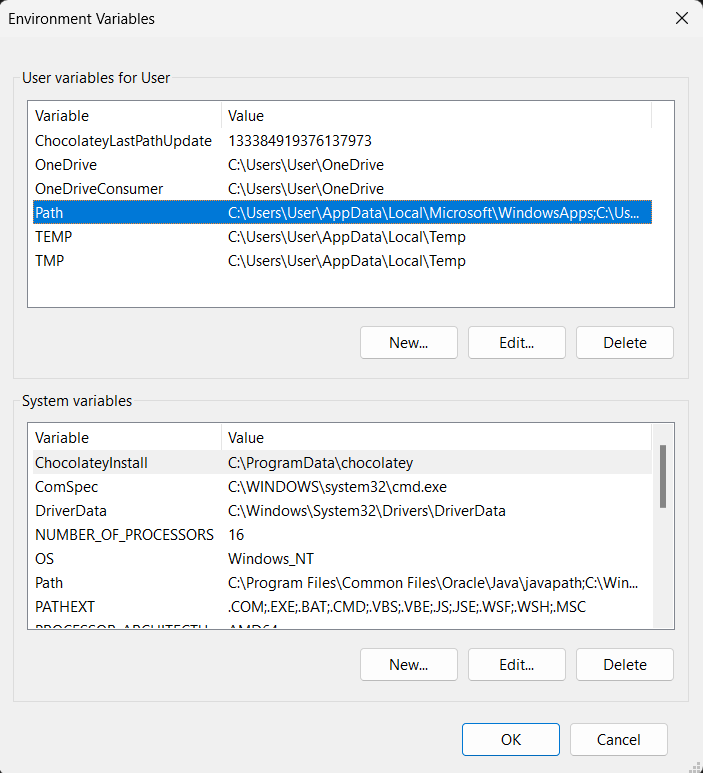 Environment Variables
User variables for User
Variable Value
ChocolateyLastPathUpdate 133384919376137973
OneDrive C:\Users\User\OneDrive
OneDriveConsumer C:\Users\User\OneDrive
Path C:\Users\User\AppData\Local\Microsoft\WindowsApps;C:\Us...
TEMP C:\Users\User\AppData\Local\Temp
TMP C:\Users\User\AppData\Local\Temp
New... Edit... Delete
System variables
Variable Value
ChocolateyInstall C:\ProgramData\chocolatey
ComSpec C:\WINDOWS\system32\cmd.exe
DriverData C:\Windows\System32\Drivers\DriverData
NUMBER_OF_PROCESSORS 16
OS Windows_NT
Path C:\Program Files\Common Files\Oracle\Java\javapath;C:\Win...
PATHEXT .COM;.EXE;.BAT;.CMD;.VBS;.VBE;.JS;.JSE;.WSF;.WSH;.MSC
New... Edit... Delete
OK Cancel